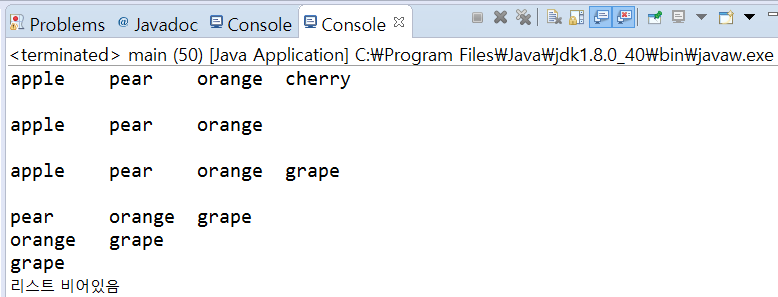 Problems @ Javadoc Console Console
<terminated> main (50) [Java Application] C:₩Program Files₩Java₩jdk1.8.0_40₩bin₩javaw.exe
apple pear orange cherry
apple pear orange
apple pear orange grape
pear orange grape
orange grape
grape
리스트 비어있음